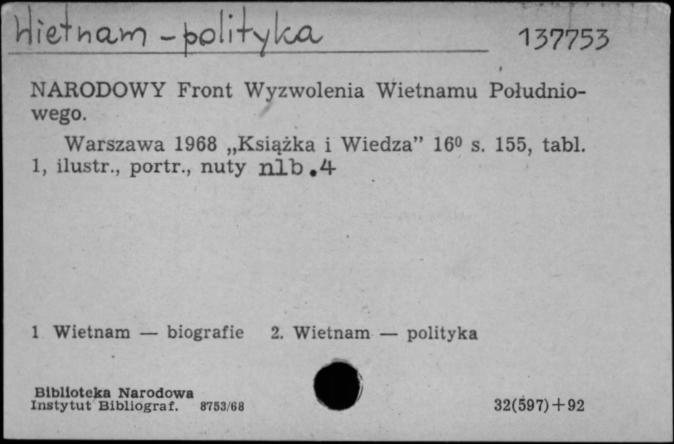 Wietnam - polityka 137753
NARODOWY Front Wyzwolenia Wietnamu Południo-
wego.
Warszawa 1968 „Książka i Wiedza” 16⁰ s. 155, tabl.
1, ilustr., portr., nuty nlb.4
1 Wietnam — biografie 2. Wietnam — polityka
Biblioteka Narodowa
Instytut Bibliograf. 8753/68 32(597)+92